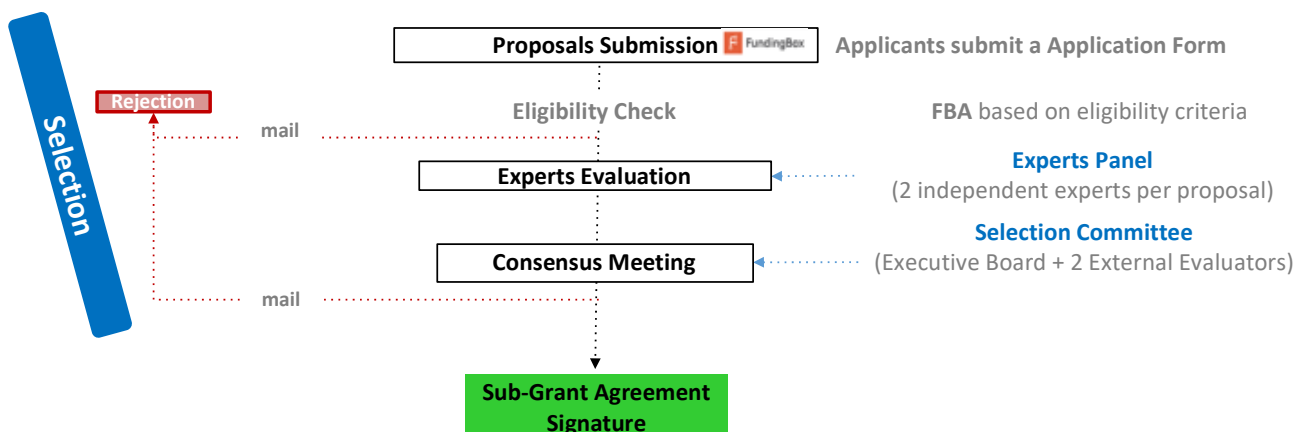 Proposals Submission FundingBox
Applicants submit a Application Form
Selection
Rejection
Eligibility Check
FBA based on eligibility criteria
mail
Experts Evaluation
Experts Panel
(2 independent experts per proposal)
Selection Committee
Consensus Meeting
(Executive Board + 2 External Evaluators)
mail
Sub-Grant Agreement
Signature